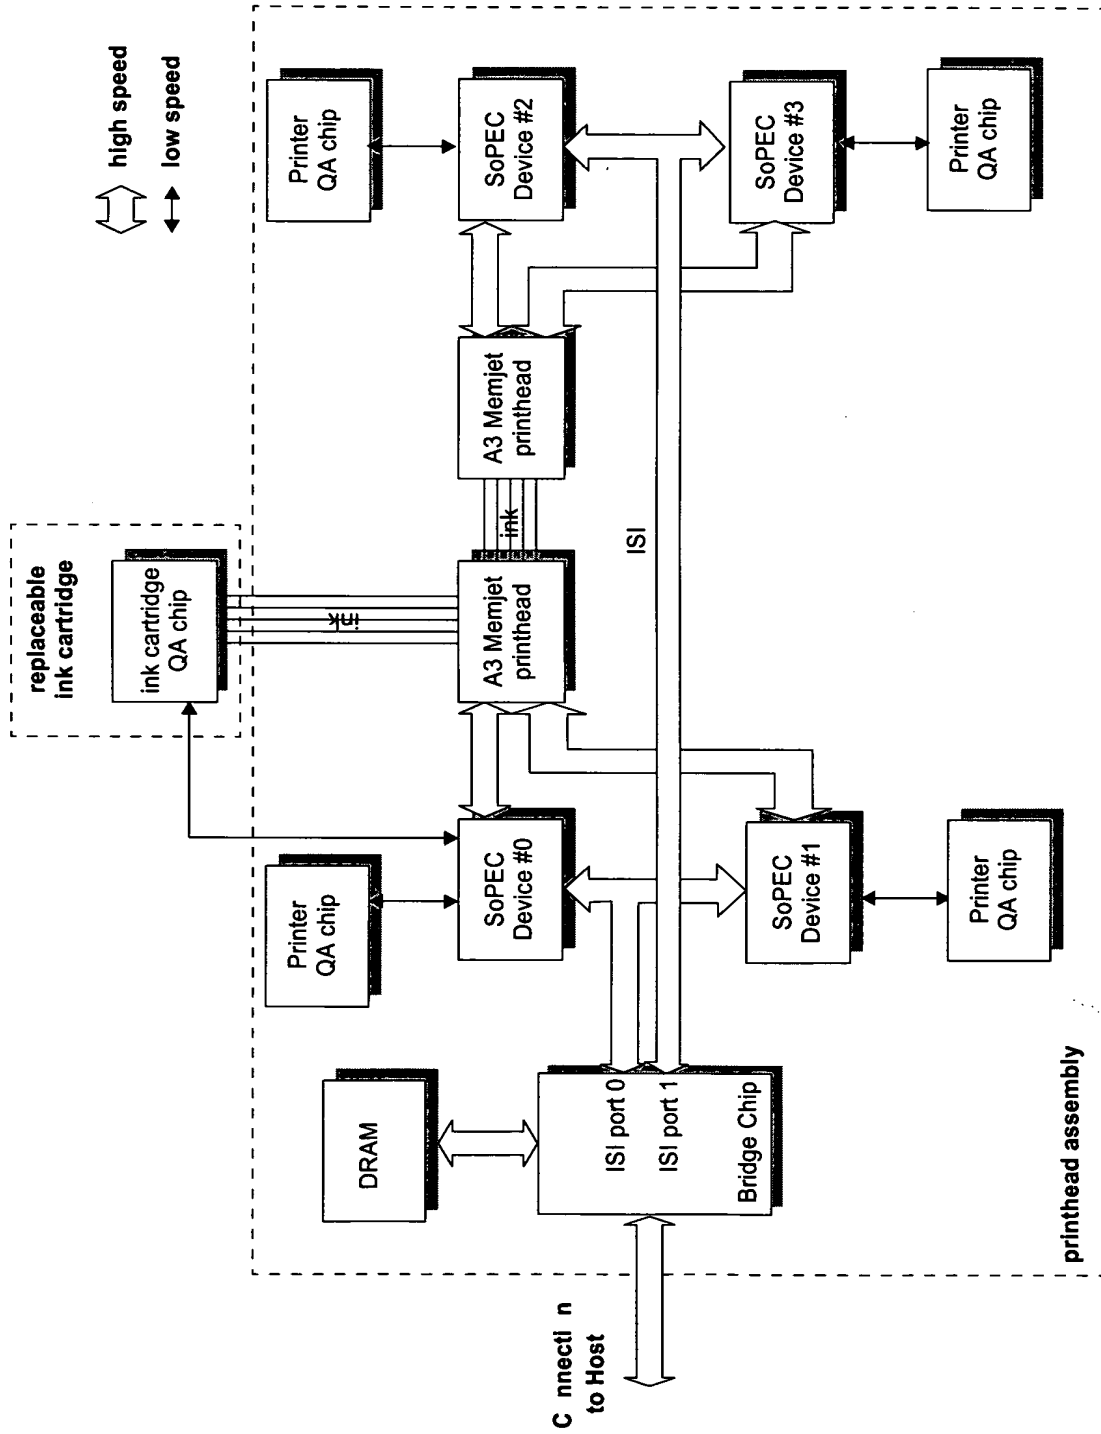 high speed
low speed
replaceable
ink cartridge
ink cartridge
QA chip
Printer
QA chip
SoPEC
Device #2
SoPEC
Device #3
Printer
QA chip
A3 Memjet
printhead
ink
ink
A3 Memjet
printhead
ISI
Printer
QA chip
SoPEC
Device #0
SoPEC
Device #1
Printer
QA chip
DRAM
ISI port 0
ISI port 1
Bridge Chip
C nnecti n
to Host
printhead assembly